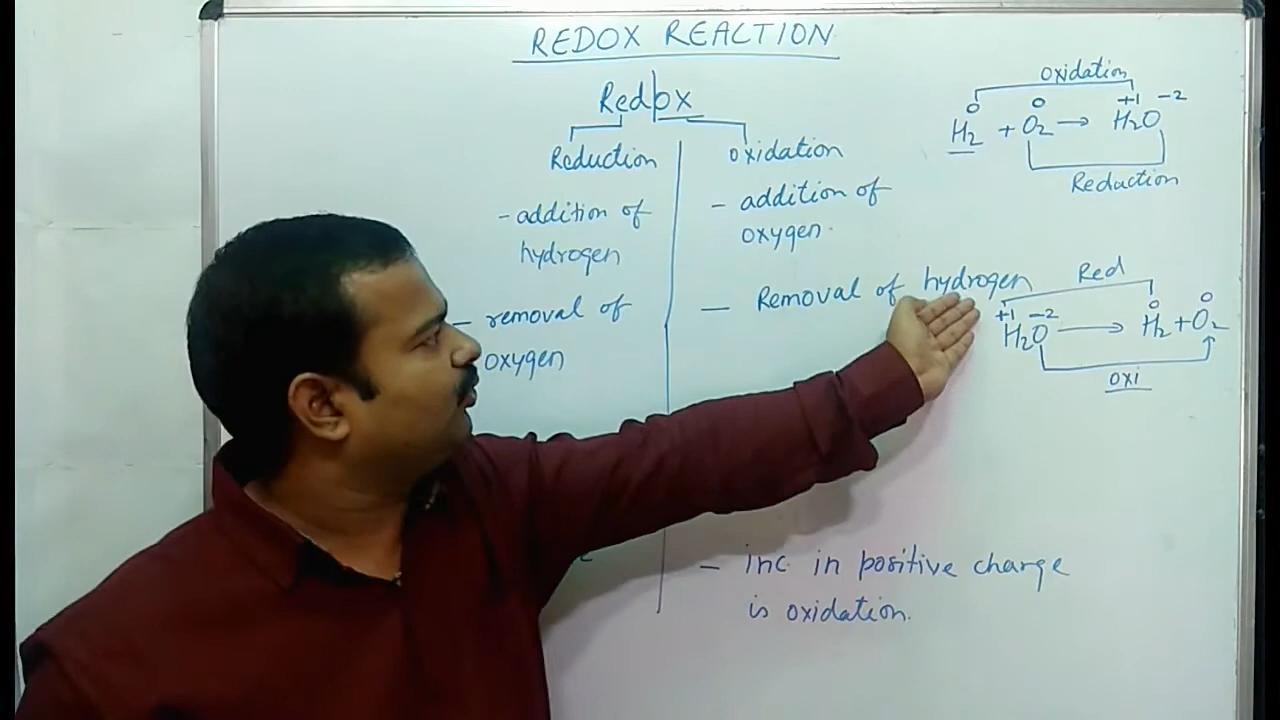 REDOX REACTION
Redox
Reduction
- addition of
hydrogen
- removal of
oxygen
oxidation
- addition of
oxygen.
- Removal of hydrogen
- inc. in positive charge
is oxidation.
oxidation
0 0 +1 -2
H₂ + O₂ → H₂O
Reduction
Red
+1 -2 0 0
H₂O → H₂ + O₂
oxi